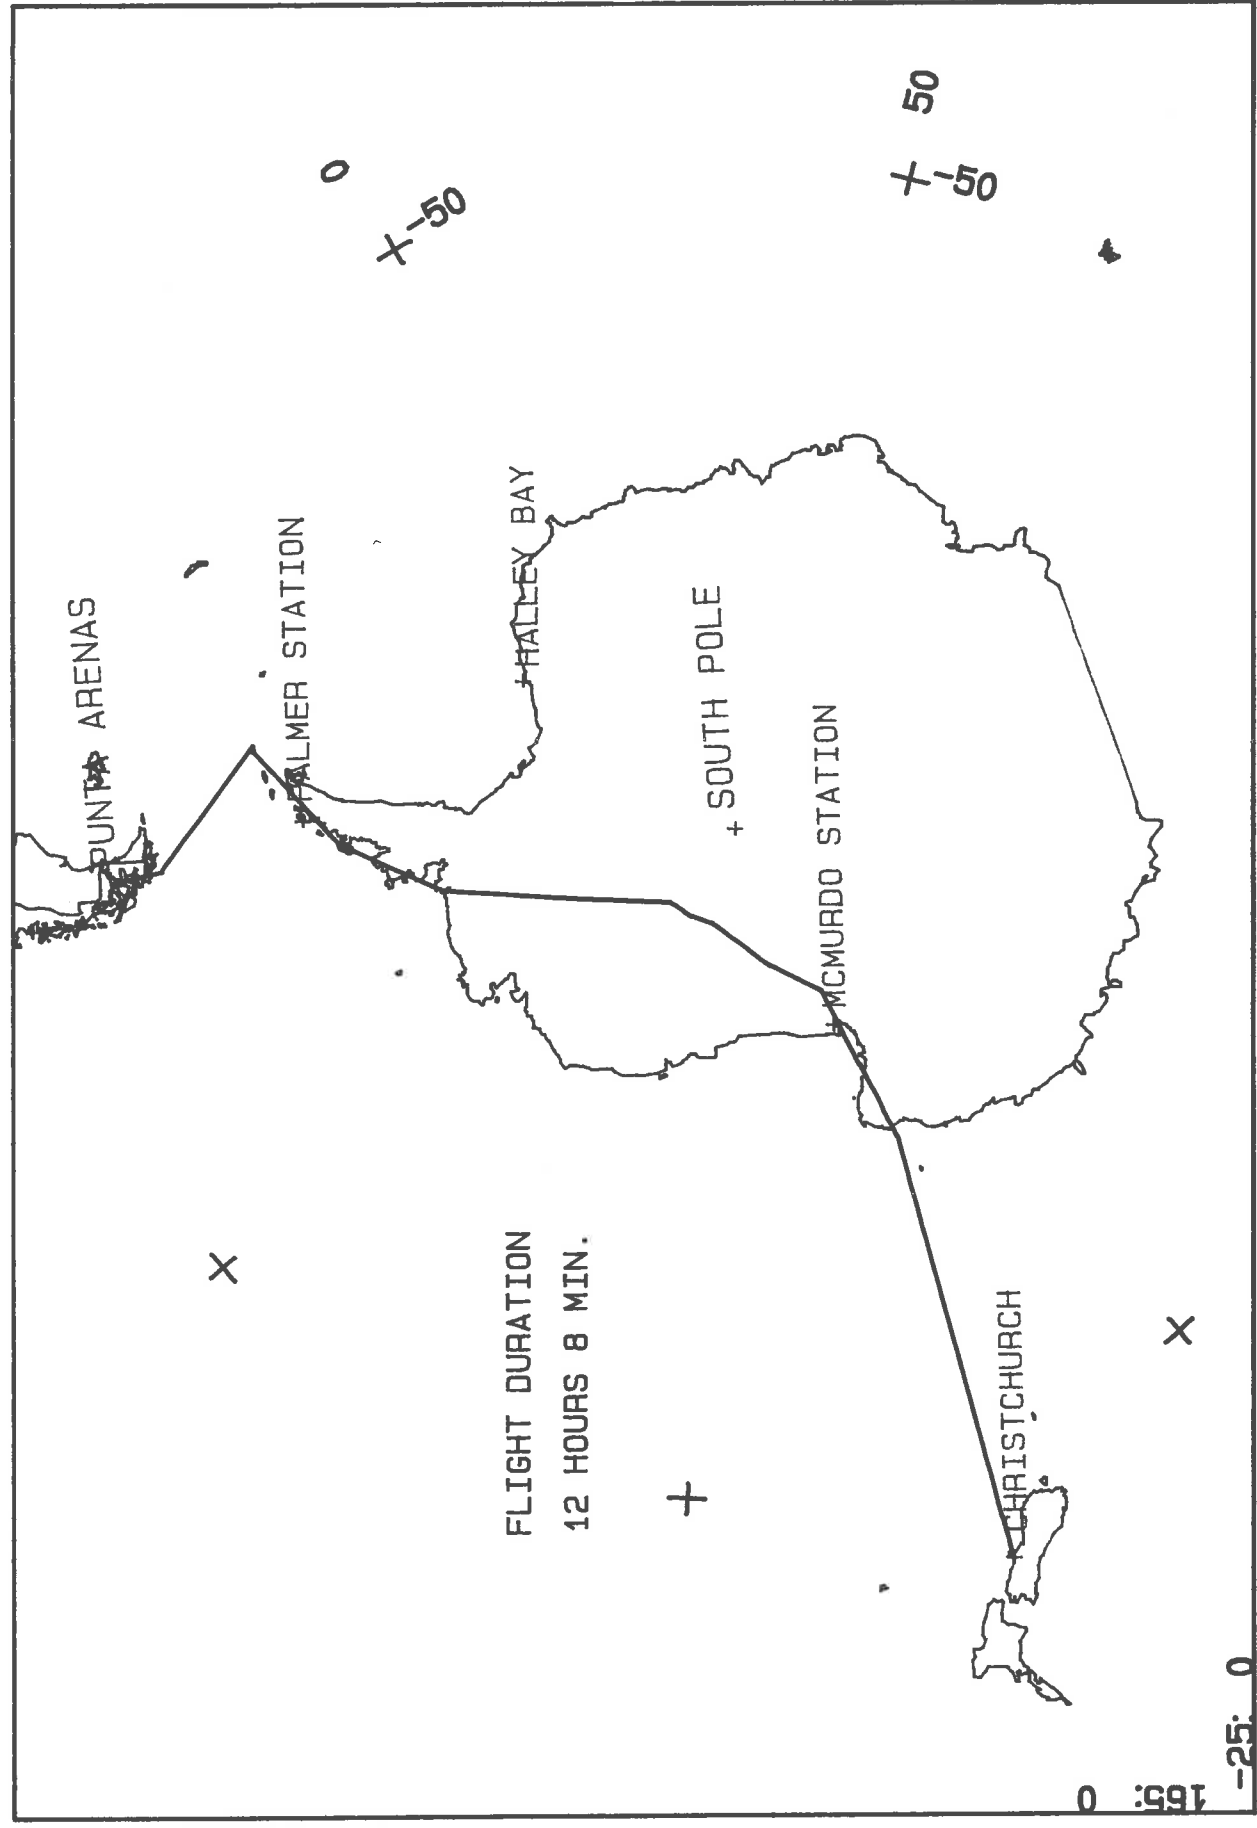 PUNTA ARENAS
PALMER STATION
HALLEY BAY
SOUTH POLE
MCMURDO STATION
CHRISTCHURCH
FLIGHT DURATION
12 HOURS 8 MIN.
0
-50
50
-50
165: 0
-25: 0